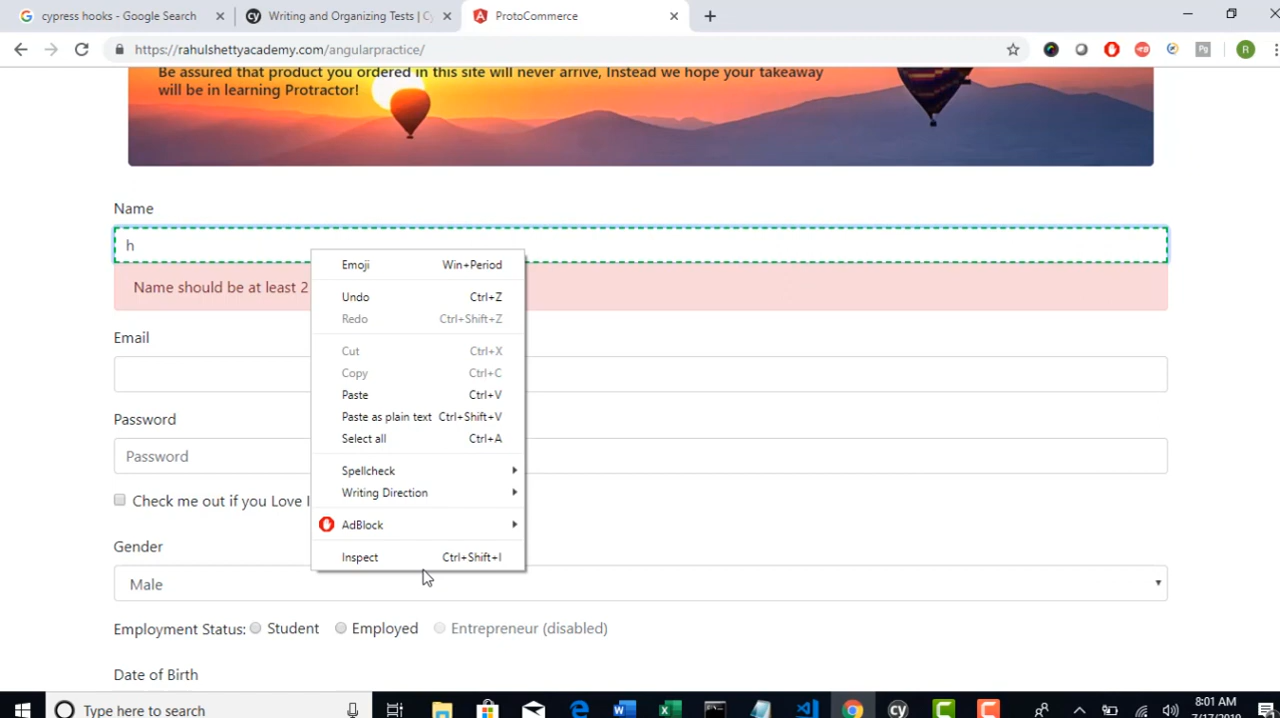 cypress hooks - Google Search
Writing and Organizing Tests | Cy
ProtoCommerce
https://rahulshettyacademy.com/angularpractice/
R
Be assured that product you ordered in this site will never arrive, Instead we hope your takeaway
will be in learning Protractor!
Name
h
Name should be at least 2
Emoji Win+Period
Undo Ctrl+Z
Redo Ctrl+Shift+Z
Cut Ctrl+X
Copy Ctrl+C
Paste Ctrl+V
Paste as plain text Ctrl+Shift+V
Select all Ctrl+A
Spellcheck
Writing Direction
AdBlock
Inspect Ctrl+Shift+I
Email
Password
Password
Check me out if you Love I
Gender
Male
Employment Status: Student Employed Entrepreneur (disabled)
Date of Birth
Type here to search
8:01 AM